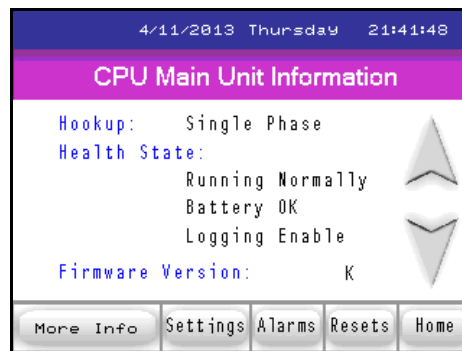 4/11/2013 Thursday 21:41:48
CPU Main Unit Information
Hookup: Single Phase
Health State:
Running Normally
Battery OK
Logging Enable
Firmware Version: K
More Info Settings Alarms Resets Home